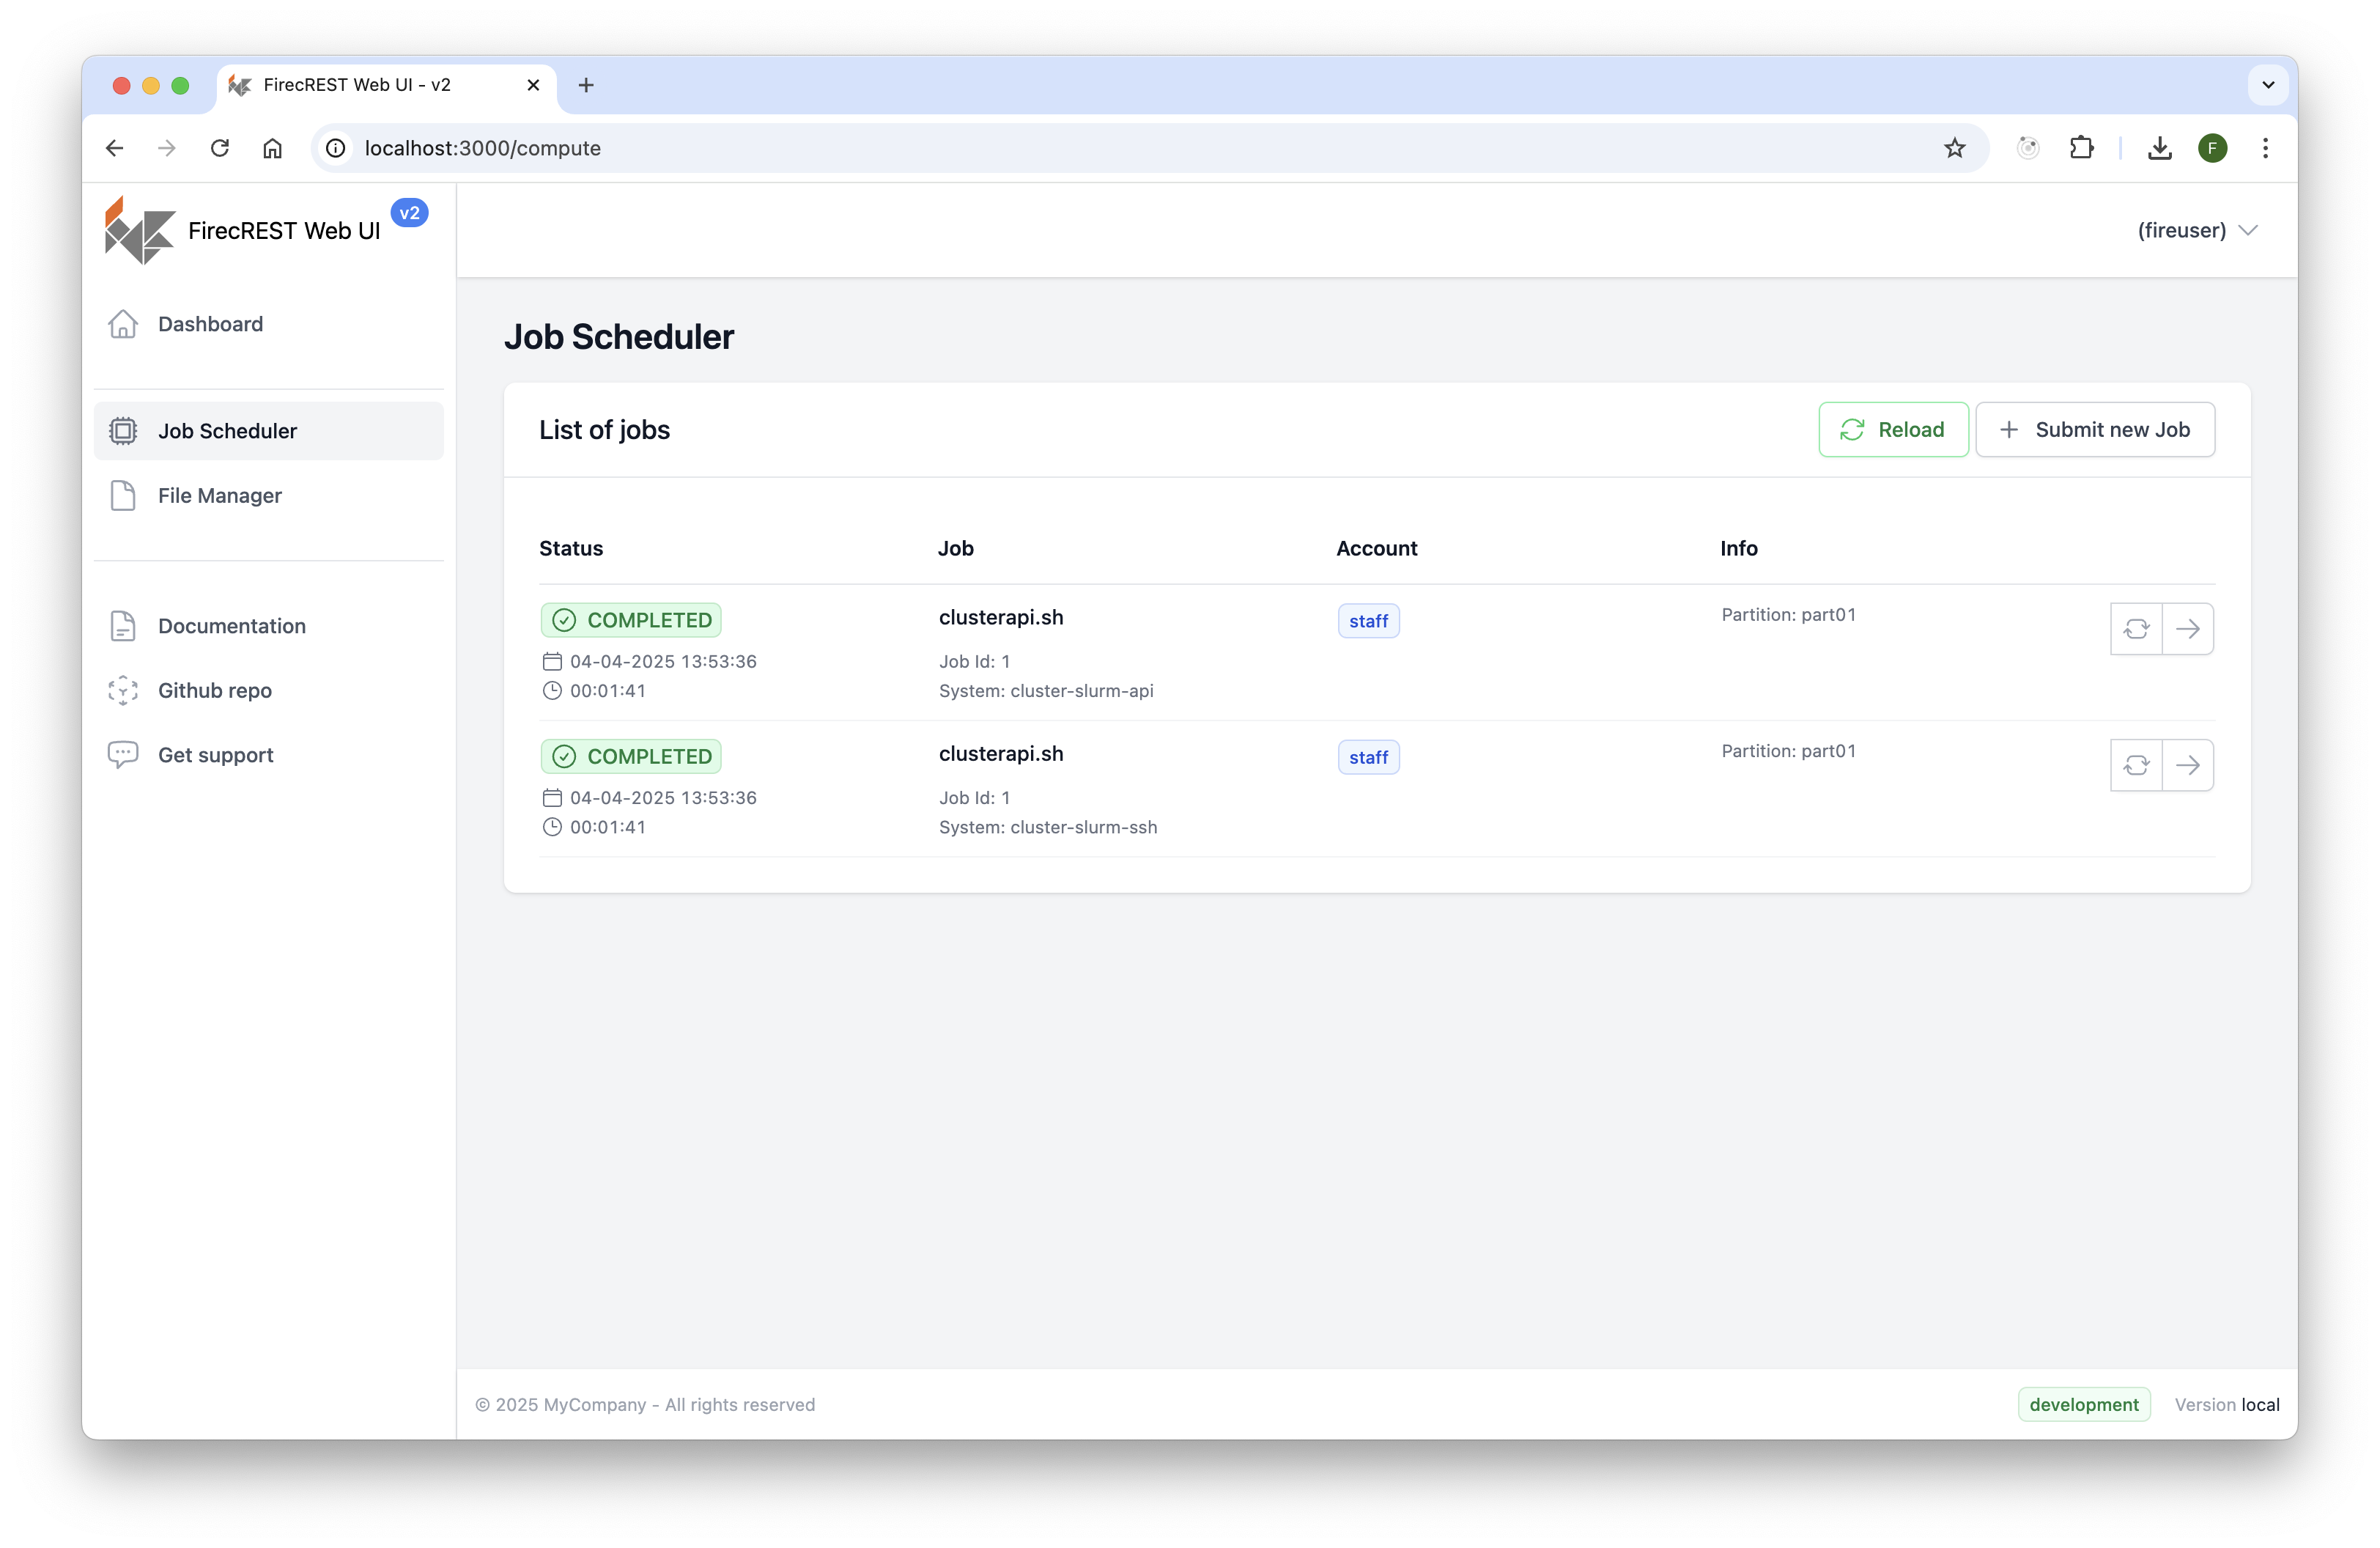 FirecREST Web UI - v2
localhost:3000/compute
F
FirecREST Web UI v2
(fireuser)
Dashboard
Job Scheduler
File Manager
Documentation
Github repo
Get support
Job Scheduler
List of jobs
Reload
Submit new Job
Status Job Account Info
COMPLETED clusterapi.sh staff Partition: part01
04-04-2025 13:53:36 Job Id: 1
00:01:41 System: cluster-slurm-api
COMPLETED clusterapi.sh staff Partition: part01
04-04-2025 13:53:36 Job Id: 1
00:01:41 System: cluster-slurm-ssh
© 2025 MyCompany - All rights reserved
development Version local